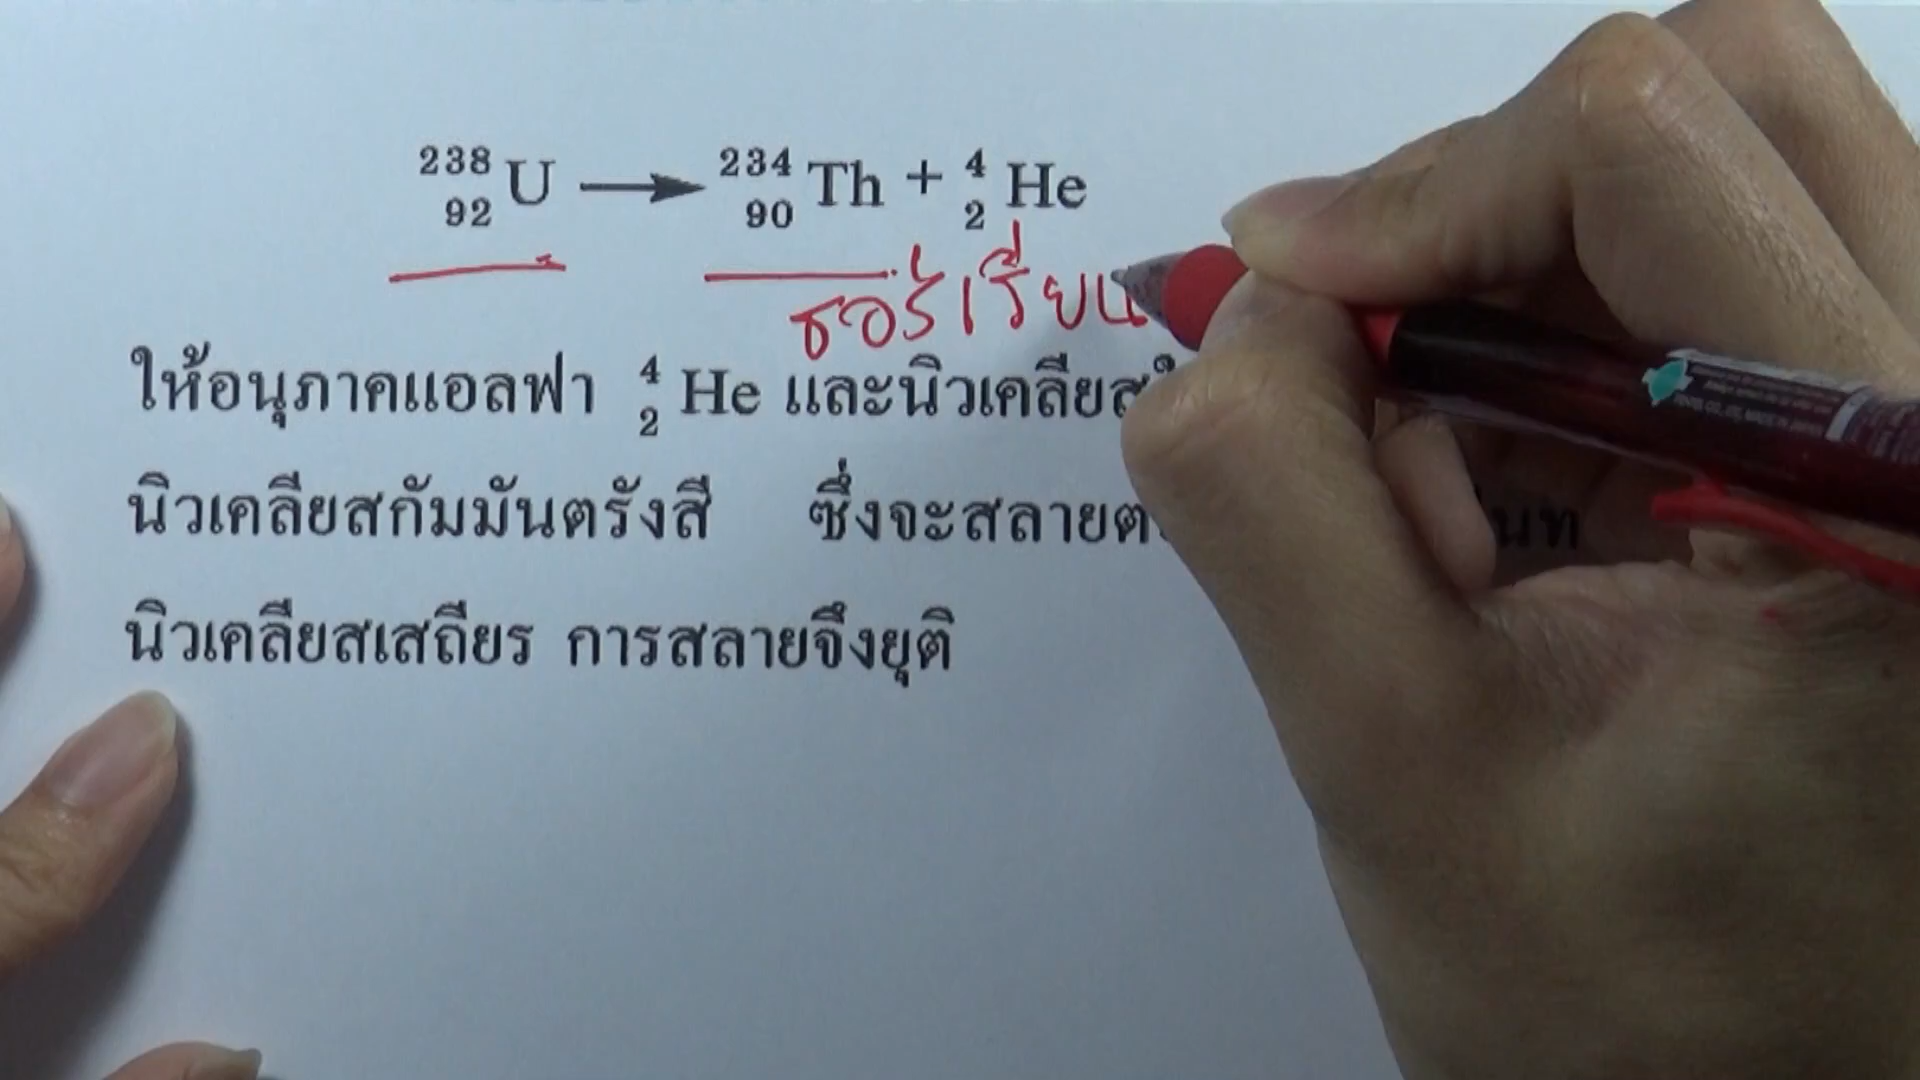 ²³⁸₉₂U ⟶ ²³⁴₉₀Th + ⁴₂He
ธอร์เรียน
ให้อนุภาคแอลฟา ⁴₂He และนิวเคลียส
นิวเคลียสกัมมันตรังสี ซึ่งจะสลายต
นิวเคลียสเสถียร การสลายจึงยุติ